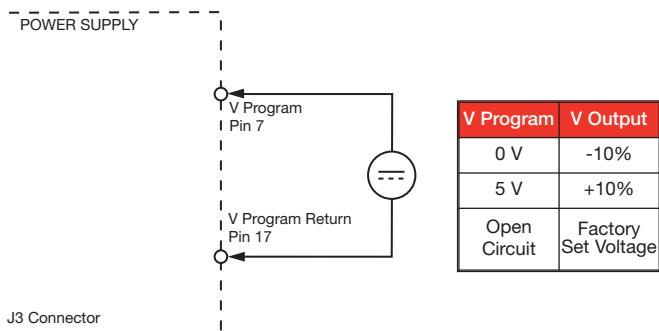 POWER SUPPLY
V Program
Pin 7
V Program Return
Pin 17
J3 Connector
V Program V Output
0 V -10%
5 V +10%
Open Circuit Factory Set Voltage